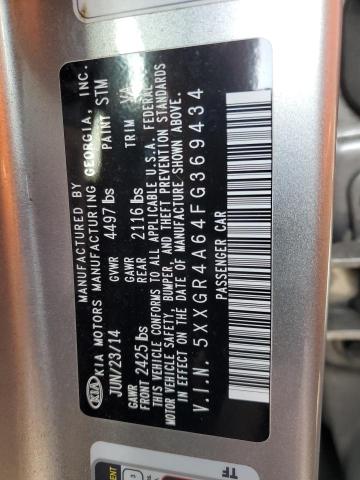 MANUFACTURED BY
KIA KIA MOTORS MANUFACTURING GEORGIA, INC.
JUN/23/14 GVWR 4497 lbs PAINT STM
GAWR FRONT 2425 lbs GAWR REAR 2116 lbs TRIM VA
THIS VEHICLE CONFORMS TO ALL APPLICABLE U.S.A. FEDERAL
MOTOR VEHICLE SAFETY, BUMPER, AND THEFT PREVENTION STANDARDS
IN EFFECT ON THE DATE OF MANUFACTURE SHOWN ABOVE.
V.I.N. 5XXGR4A64FG369434
PASSENGER CAR